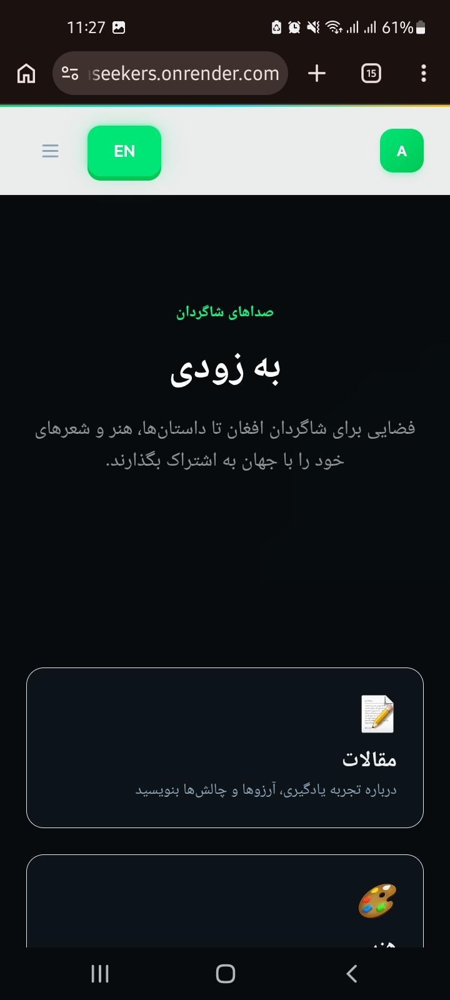 11:27
61%
seekers.onrender.com
15
EN
A
صداهای شاگردان
به زودی
فضایی برای شاگردان افغان تا داستان‌ها، هنر و شعرهای
خود را با جهان به اشتراک بگذارند.
مقالات
درباره تجربه یادگیری، آرزوها و چالش‌ها بنویسید
هنر